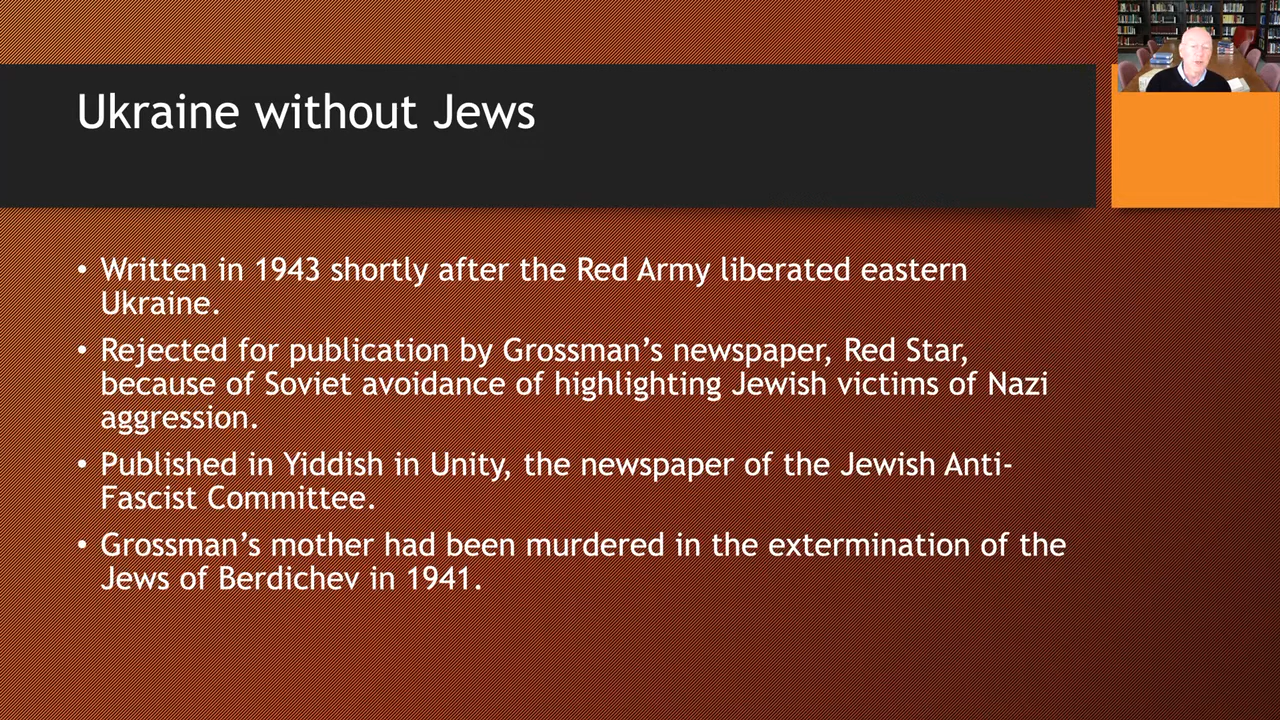 Ukraine without Jews
• Written in 1943 shortly after the Red Army liberated eastern
Ukraine.
• Rejected for publication by Grossman’s newspaper, Red Star,
because of Soviet avoidance of highlighting Jewish victims of Nazi
aggression.
• Published in Yiddish in Unity, the newspaper of the Jewish Anti-
Fascist Committee.
• Grossman’s mother had been murdered in the extermination of the
Jews of Berdichev in 1941.